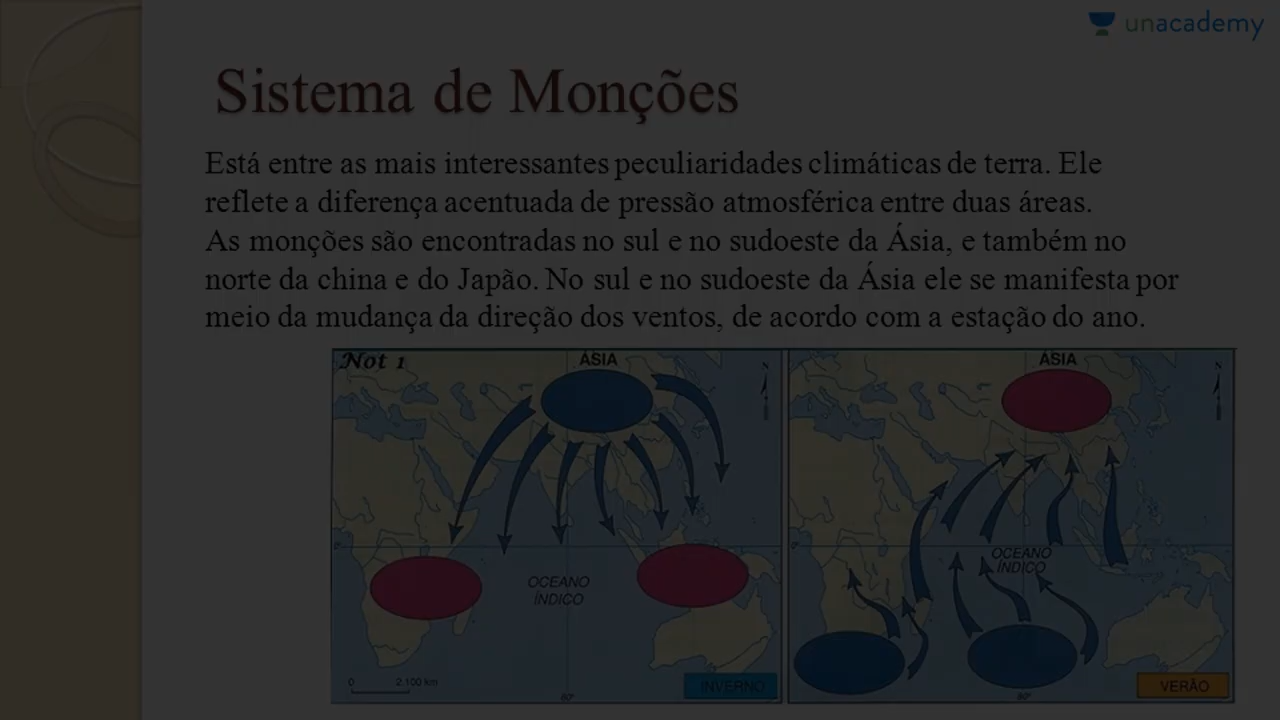 unacademy
Sistema de Monções
Está entre as mais interessantes peculiaridades climáticas de terra. Ele
reflete a diferença acentuada de pressão atmosférica entre duas áreas.
As monções são encontradas no sul e no sudoeste da Ásia, e também no
norte da china e do Japão. No sul e no sudoeste da Ásia ele se manifesta por
meio da mudança da direção dos ventos, de acordo com a estação do ano.
Not 1
ÁSIA
N
0°
OCEANO
ÍNDICO
0 2.100 km
80°
INVERNO
ÁSIA
N
0°
OCEANO
ÍNDICO
80°
VERÃO